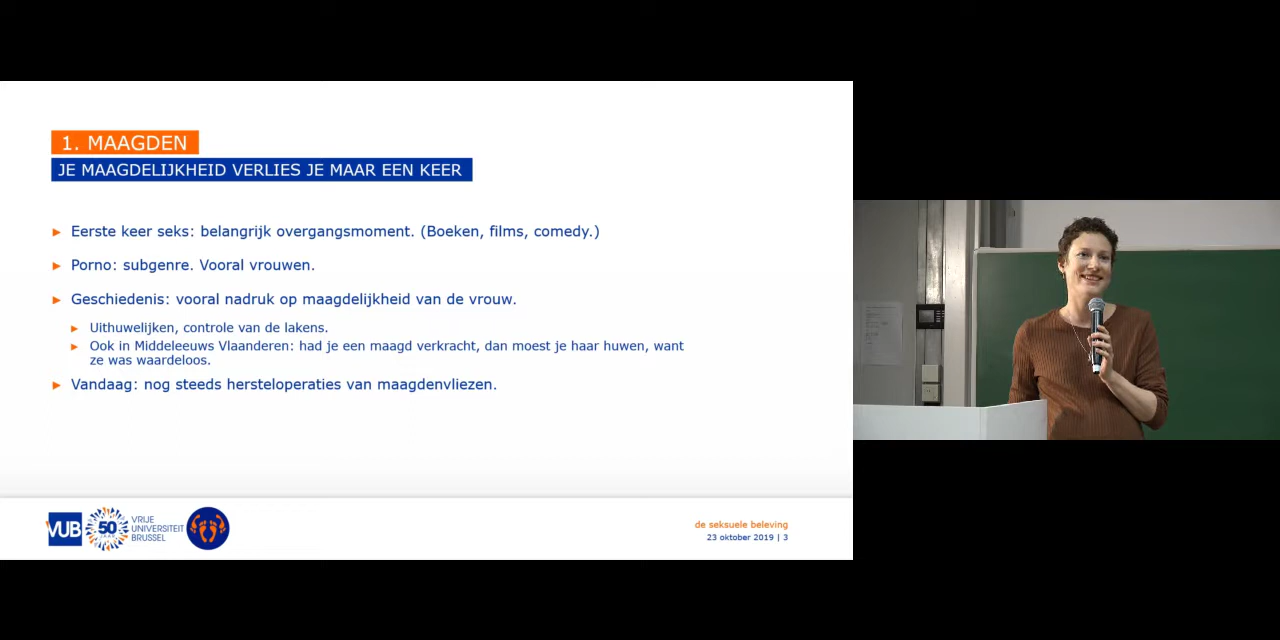 1. MAAGDEN
JE MAAGDELIJKHEID VERLIES JE MAAR EEN KEER
► Eerste keer seks: belangrijk overgangsmoment. (Boeken, films, comedy.)
► Porno: subgenre. Vooral vrouwen.
► Geschiedenis: vooral nadruk op maagdelijkheid van de vrouw.
► Uithuwelijken, controle van de lakens.
► Ook in Middeleeuws Vlaanderen: had je een maagd verkracht, dan moest je haar huwen, want
ze was waardeloos.
► Vandaag: nog steeds hersteloperaties van maagdenvliezen.
VUB
50
JAAR
VRIJE
UNIVERSITEIT
BRUSSEL
de seksuele beleving
23 oktober 2019 | 3